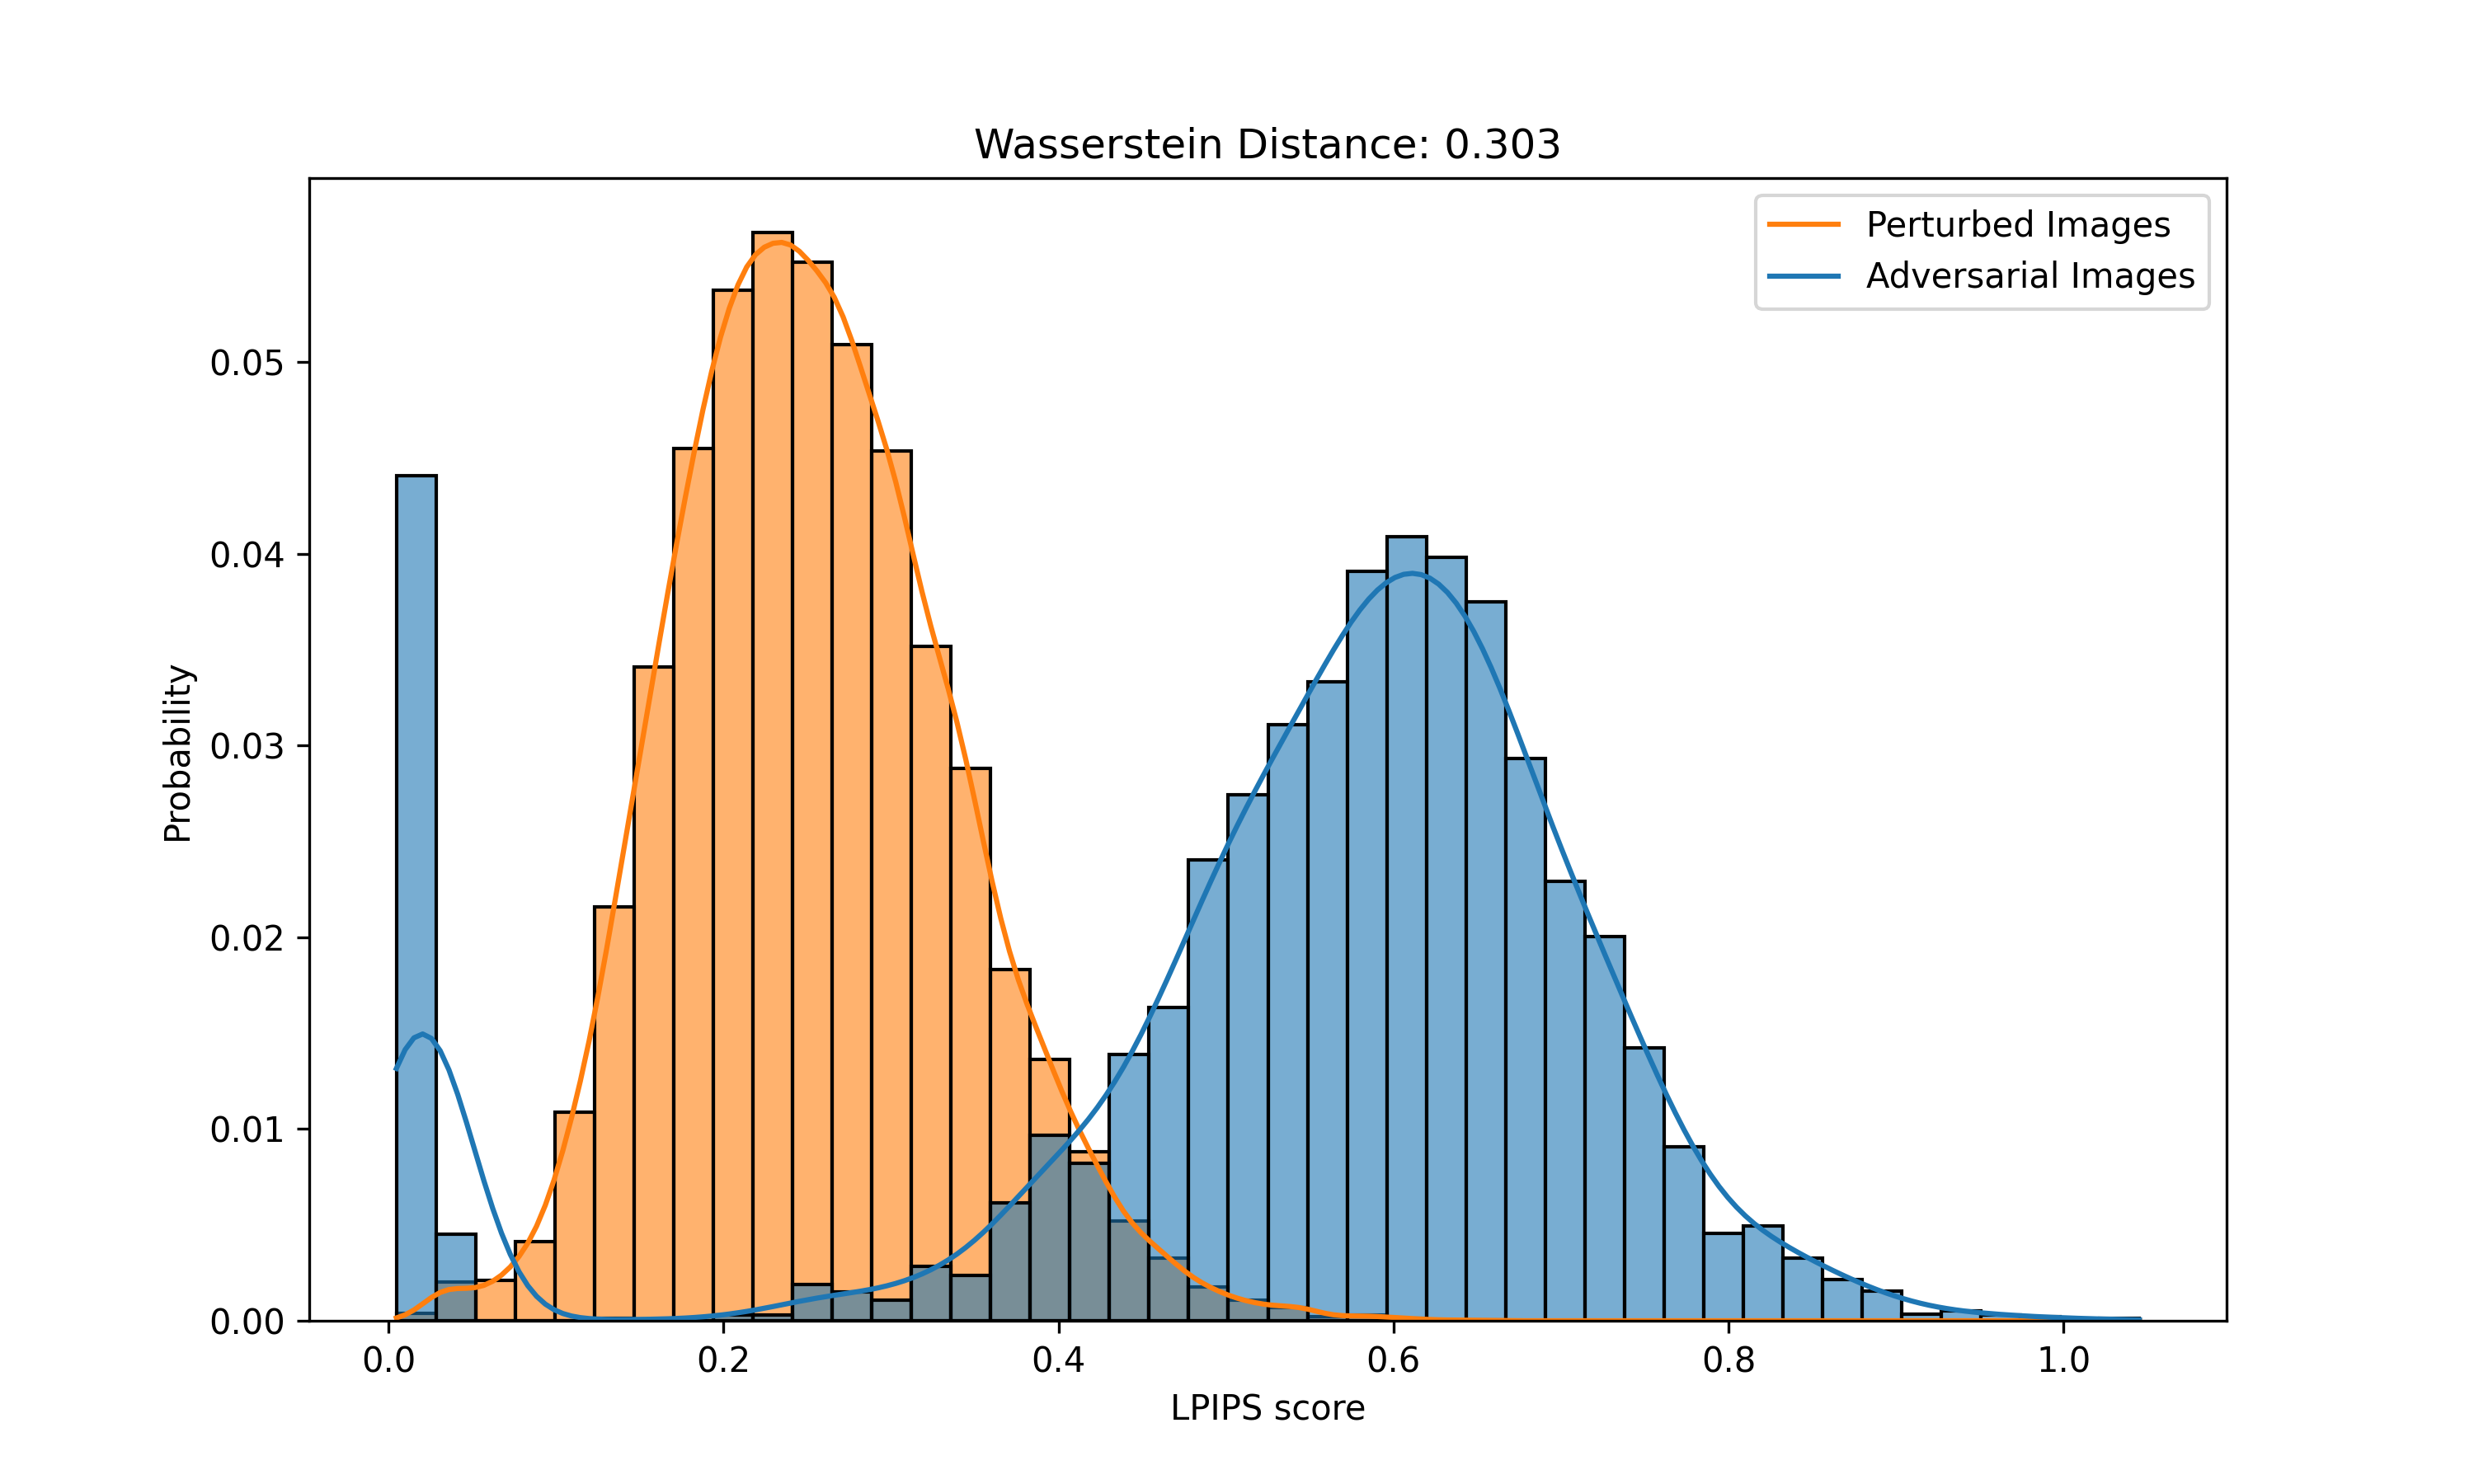 Wasserstein Distance: 0.303
Perturbed Images
Adversarial Images
Probability
0.05
0.04
0.03
0.02
0.01
0.00
0.0 0.2 0.4 0.6 0.8 1.0
LPIPS score